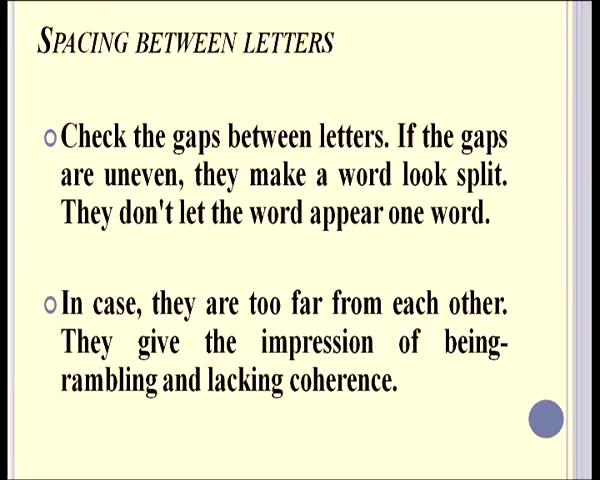 SPACING BETWEEN LETTERS
Check the gaps between letters. If the gaps
are uneven, they make a word look split.
They don't let the word appear one word.
In case, they are too far from each other.
They give the impression of being-
rambling and lacking coherence.